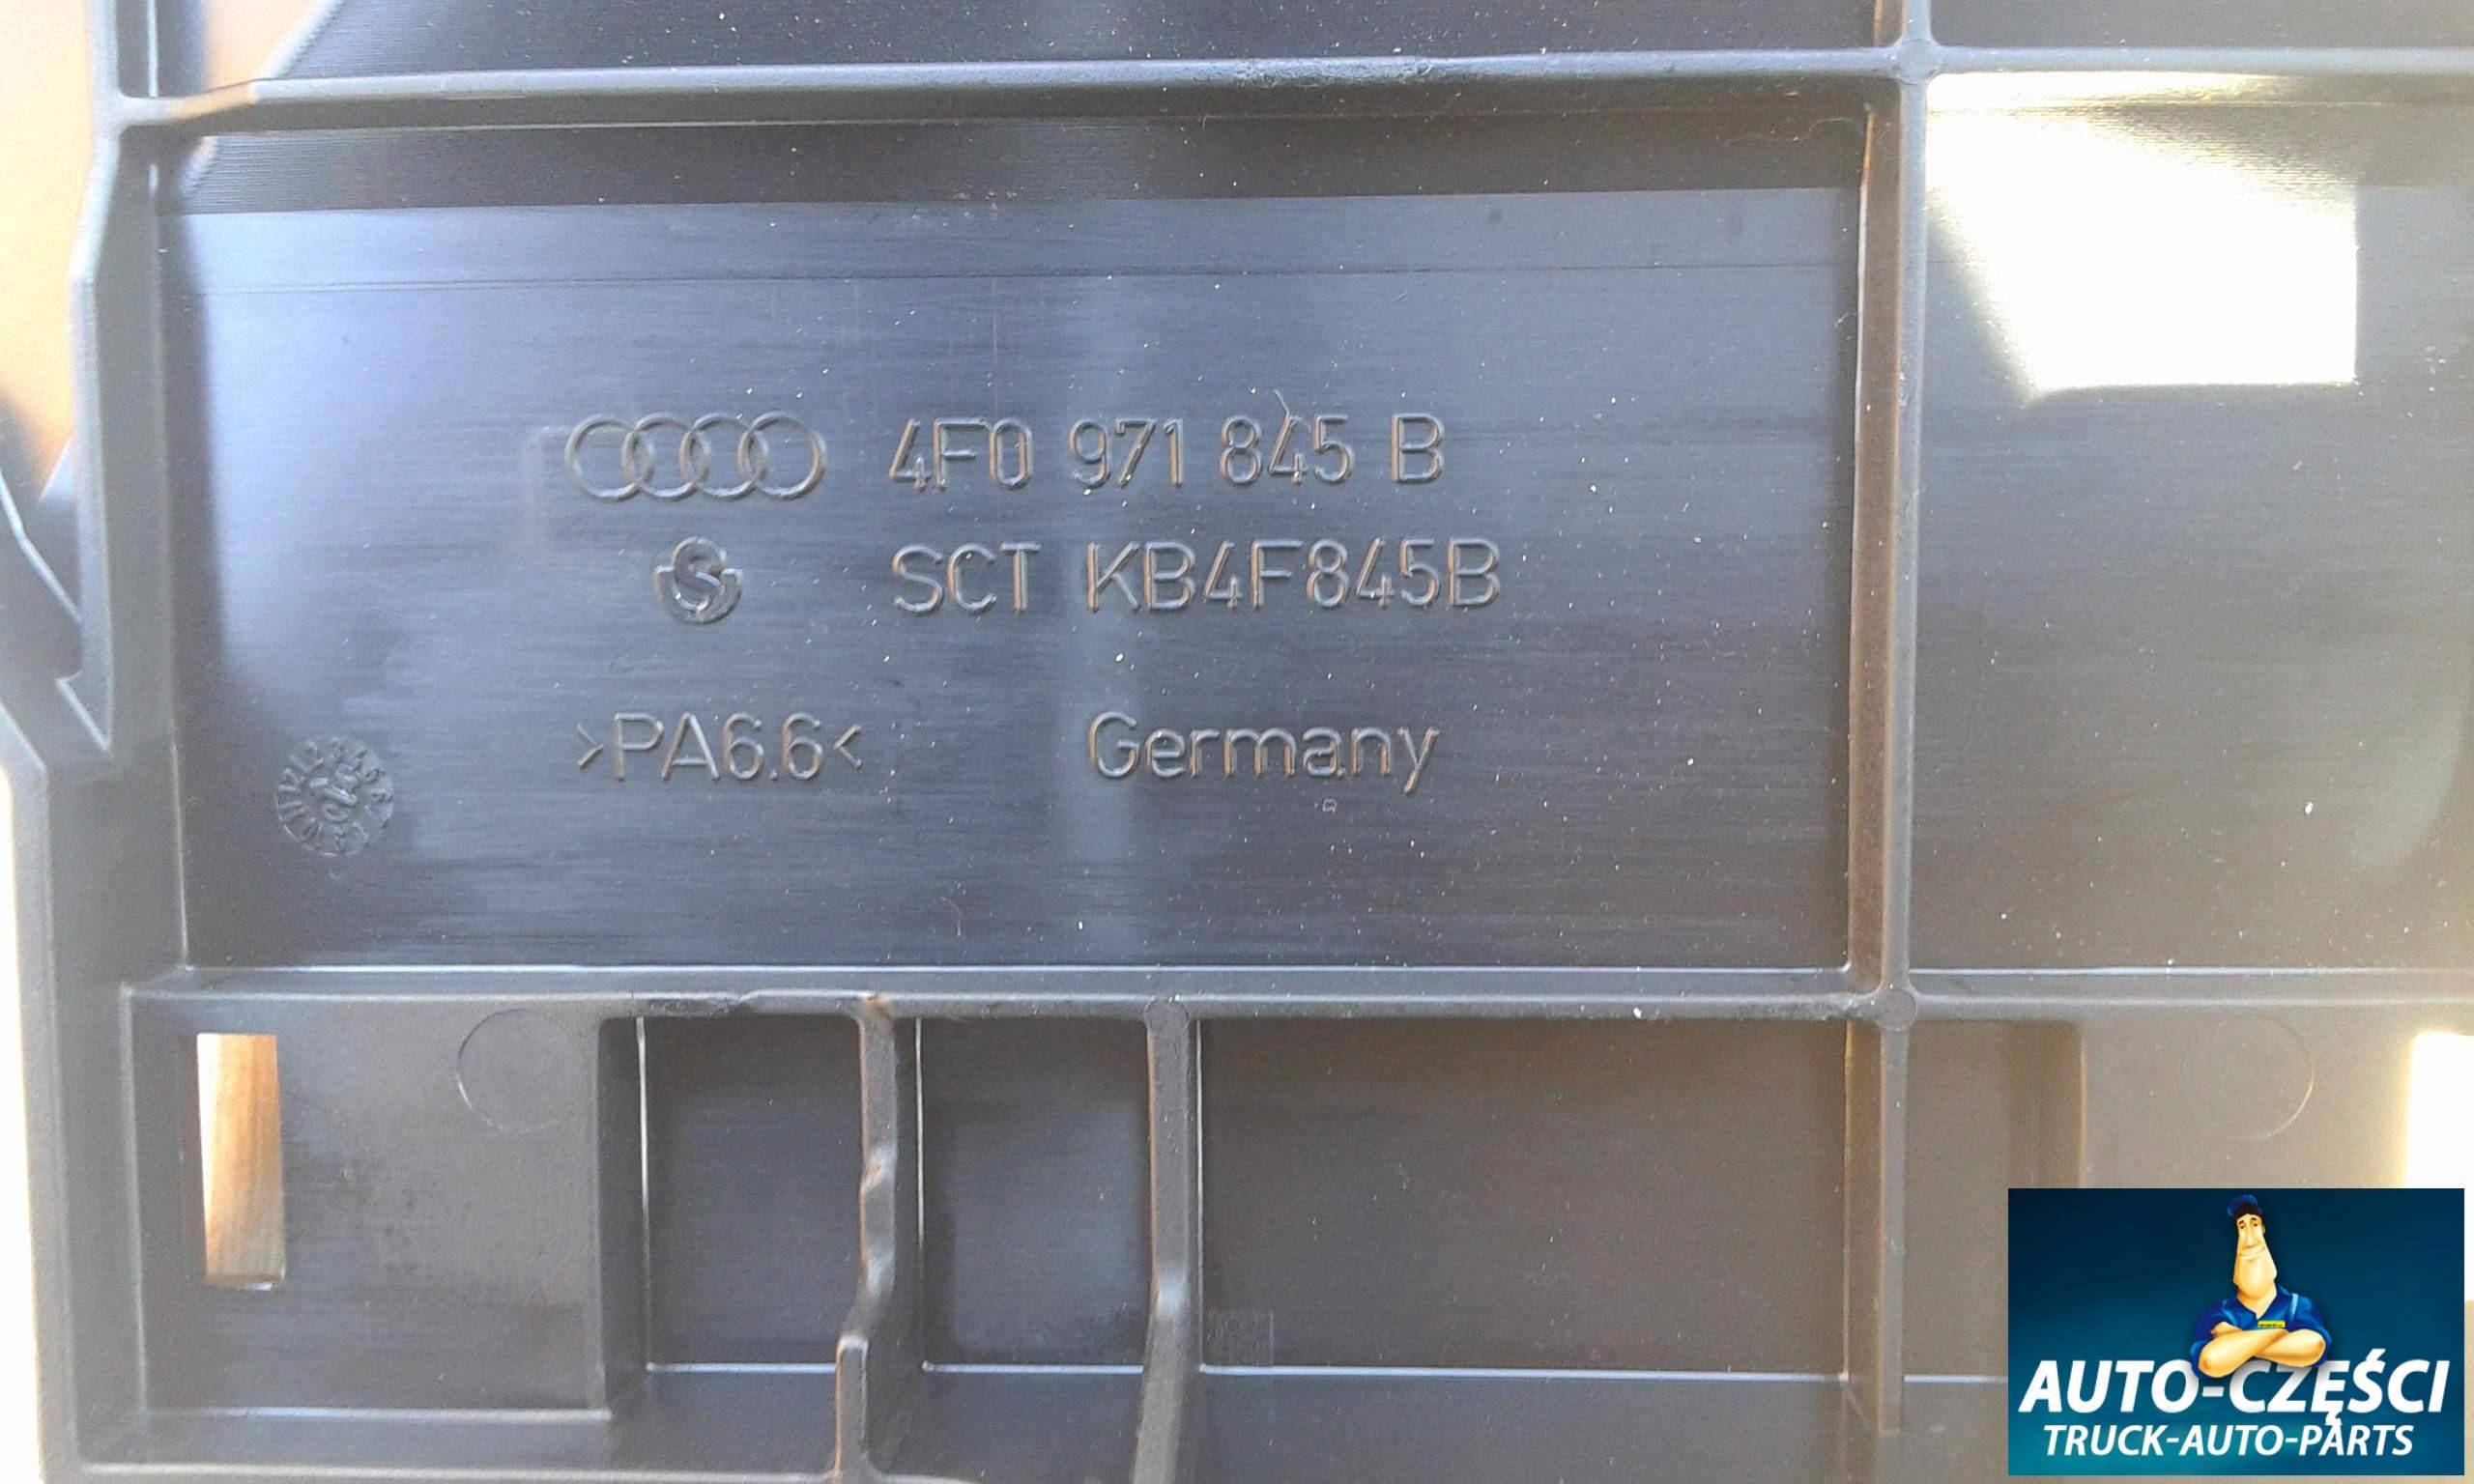 4F0 971 845 B
S SCT KB4F845B
>PA6.6< Germany
AUTO-CZĘŚCI
TRUCK-AUTO-PARTS